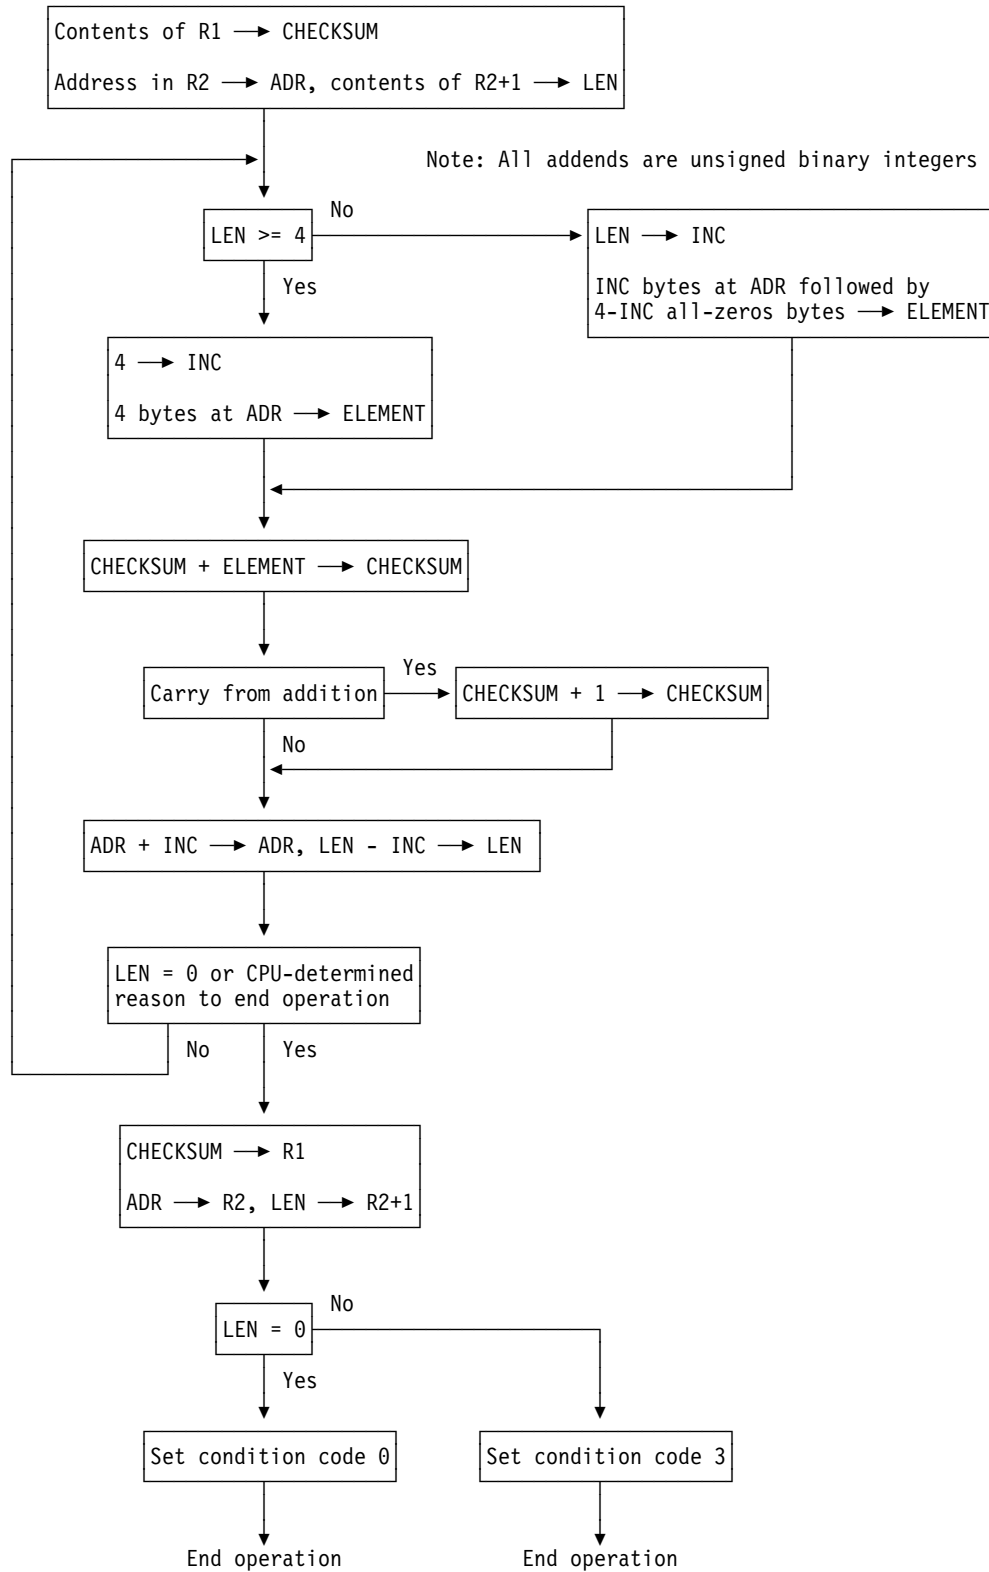 Contents of R1 → CHECKSUM
Address in R2 → ADR, contents of R2+1 → LEN
Note: All addends are unsigned binary integers
No
LEN >= 4
LEN → INC
Yes
INC bytes at ADR followed by
4-INC all-zeros bytes → ELEMENT
4 → INC
4 bytes at ADR → ELEMENT
CHECKSUM + ELEMENT → CHECKSUM
Yes
Carry from addition
CHECKSUM + 1 → CHECKSUM
No
ADR + INC → ADR, LEN - INC → LEN
LEN = 0 or CPU-determined
reason to end operation
No
Yes
CHECKSUM → R1
ADR → R2, LEN → R2+1
No
LEN = 0
Yes
Set condition code 0
Set condition code 3
End operation
End operation